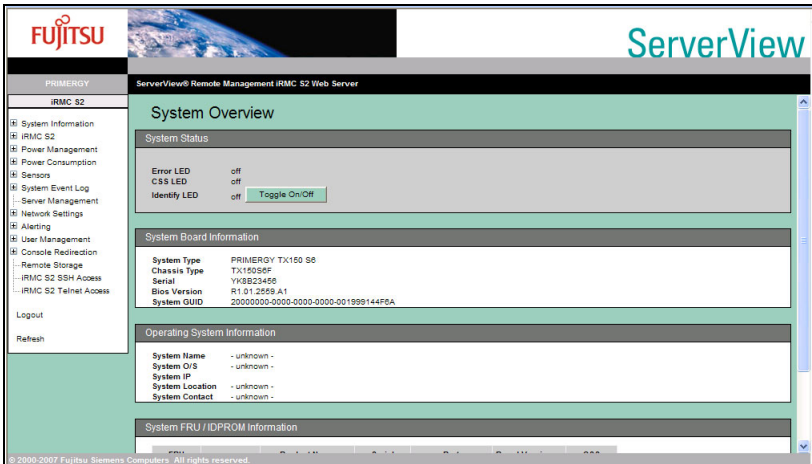 FUJITSU
ServerView
PRIMERGY
ServerView® Remote Management iRMC S2 Web Server
iRMC S2
System Information
iRMC S2
Power Management
Power Consumption
Sensors
System Event Log
Server Management
Network Settings
Alerting
User Management
Console Redirection
Remote Storage
iRMC S2 SSH Access
iRMC S2 Telnet Access
Logout
Refresh
System Overview
System Status
Error LED off
CSS LED off
Identify LED off Toggle On/Off
System Board Information
System Type PRIMERGY TX150 S6
Chassis Type TX150S6F
Serial YK8B23456
Bios Version R1.01.2559.A1
System GUID 20000000-0000-0000-0000-001999144F6A
Operating System Information
System Name - unknown -
System O/S - unknown -
System IP
System Location - unknown -
System Contact - unknown -
System FRU / IDPROM Information
© 2000-2007 Fujitsu Siemens Computers All rights reserved.